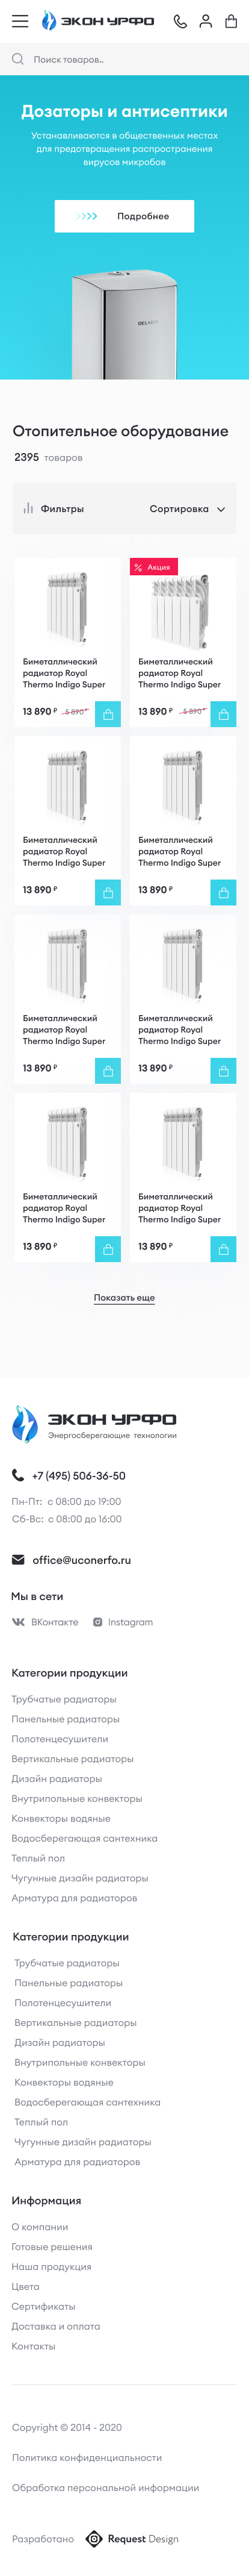 ЭКОН УРФО
Поиск товаров..
Дозаторы и антисептики
Устанавливаются в общественных местах
для предотвращения распространения
вирусов микробов
Подробнее
DELABIE
Отопительное оборудование
2395 товаров
Фильтры
Сортировка
Биметаллический
радиатор Royal
Thermo Indigo Super
13 890 ₽ 5 890 ₽
% Акция
Биметаллический
радиатор Royal
Thermo Indigo Super
13 890 ₽ 5 890 ₽
Биметаллический
радиатор Royal
Thermo Indigo Super
13 890 ₽
Биметаллический
радиатор Royal
Thermo Indigo Super
13 890 ₽
Биметаллический
радиатор Royal
Thermo Indigo Super
13 890 ₽
Биметаллический
радиатор Royal
Thermo Indigo Super
13 890 ₽
Биметаллический
радиатор Royal
Thermo Indigo Super
13 890 ₽
Биметаллический
радиатор Royal
Thermo Indigo Super
13 890 ₽
Показать еще
ЭКОН УРФО
Энергосберегающие технологии
+7 (495) 506-36-50
Пн-Пт: с 08:00 до 19:00
Сб-Вс: с 08:00 до 16:00
office@uconerfo.ru
Мы в сети
ВКонтакте
Instagram
Категории продукции
Трубчатые радиаторы
Панельные радиаторы
Полотенцесушители
Вертикальные радиаторы
Дизайн радиаторы
Внутрипольные конвекторы
Конвекторы водяные
Водосберегающая сантехника
Теплый пол
Чугунные дизайн радиаторы
Арматура для радиаторов
Категории продукции
Трубчатые радиаторы
Панельные радиаторы
Полотенцесушители
Вертикальные радиаторы
Дизайн радиаторы
Внутрипольные конвекторы
Конвекторы водяные
Водосберегающая сантехника
Теплый пол
Чугунные дизайн радиаторы
Арматура для радиаторов
Информация
О компании
Готовые решения
Наша продукция
Цвета
Сертификаты
Доставка и оплата
Контакты
Copyright © 2014 - 2020
Политика конфиденциальности
Обработка персональной информации
Разработано
Request Design